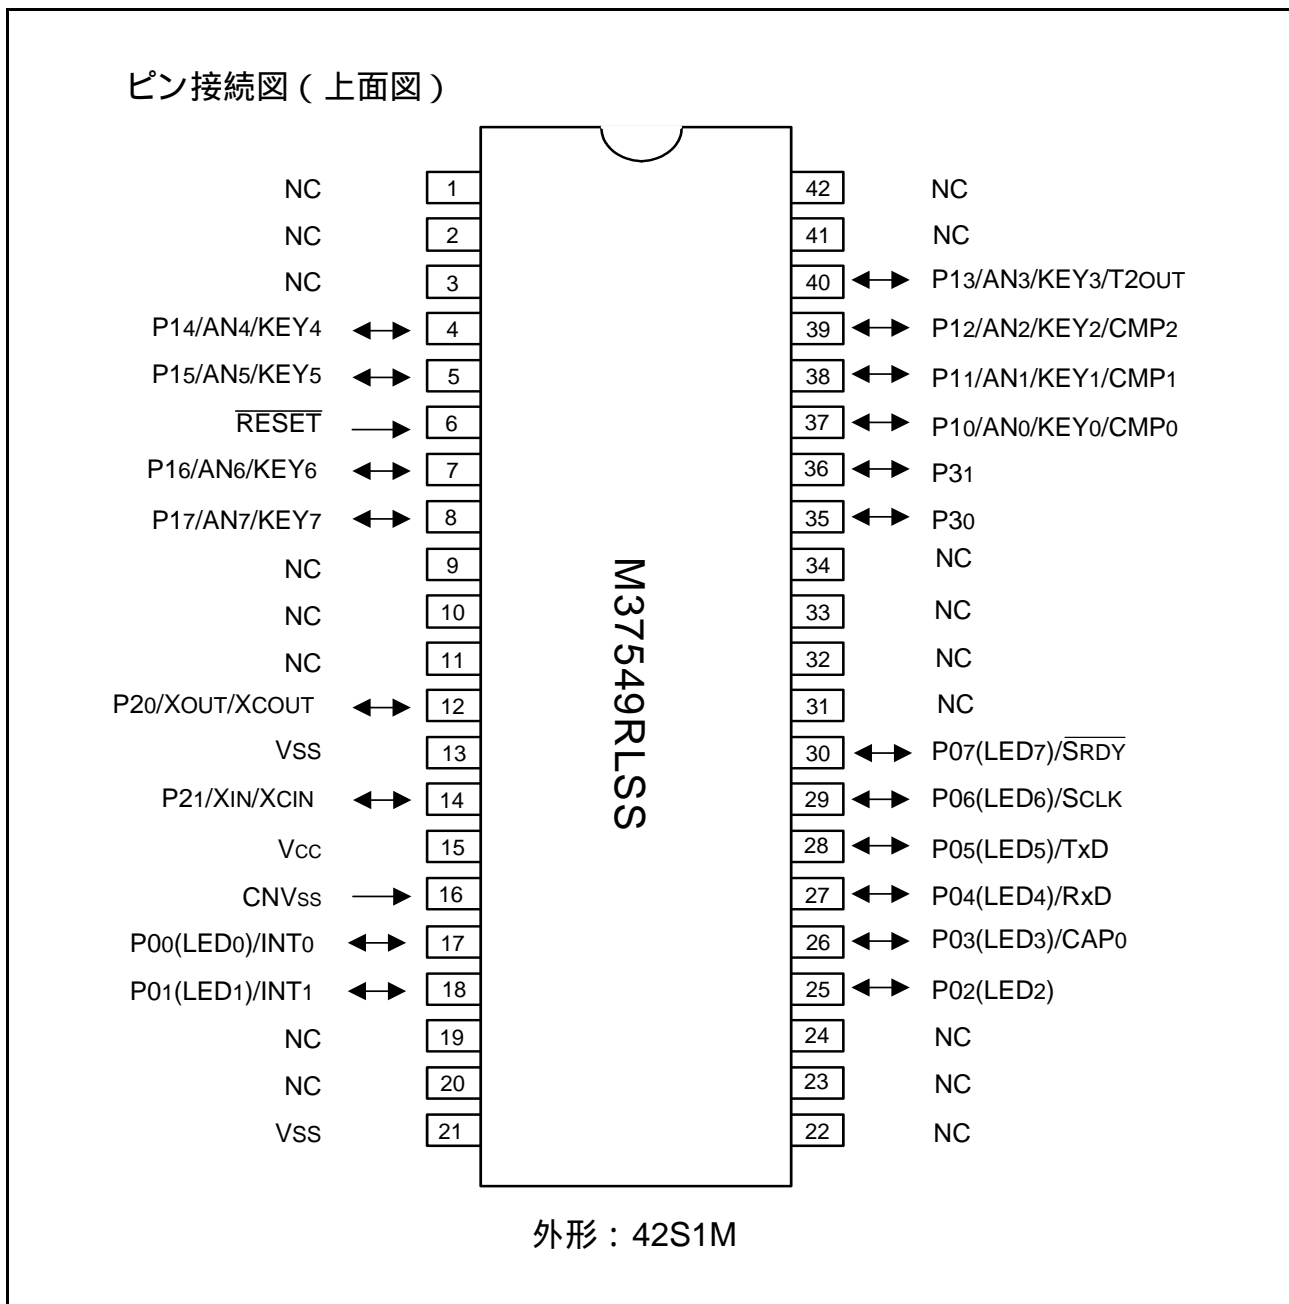 ピン接続図(上面図)
NC 1 42 NC
NC 2 41 NC
NC 3 40 P13/AN3/KEY3/T2OUT
P14/AN4/KEY4 4 39 P12/AN2/KEY2/CMP2
P15/AN5/KEY5 5 38 P11/AN1/KEY1/CMP1
RESET 6 37 P10/AN0/KEY0/CMP0
P16/AN6/KEY6 7 36 P31
P17/AN7/KEY7 8 35 P30
NC 9 34 NC
NC 10 33 NC
NC 11 32 NC
P20/XOUT/XCOUT 12 31 NC
VSS 13 30 P07(LED7)/SRDY
P21/XIN/XCIN 14 29 P06(LED6)/SCLK
VCC 15 28 P05(LED5)/TxD
CNVSS 16 27 P04(LED4)/RxD
P00(LED0)/INT0 17 26 P03(LED3)/CAP0
P01(LED1)/INT1 18 25 P02(LED2)
NC 19 24 NC
NC 20 23 NC
VSS 21 22 NC
M37549RLSS
外形:42S1M